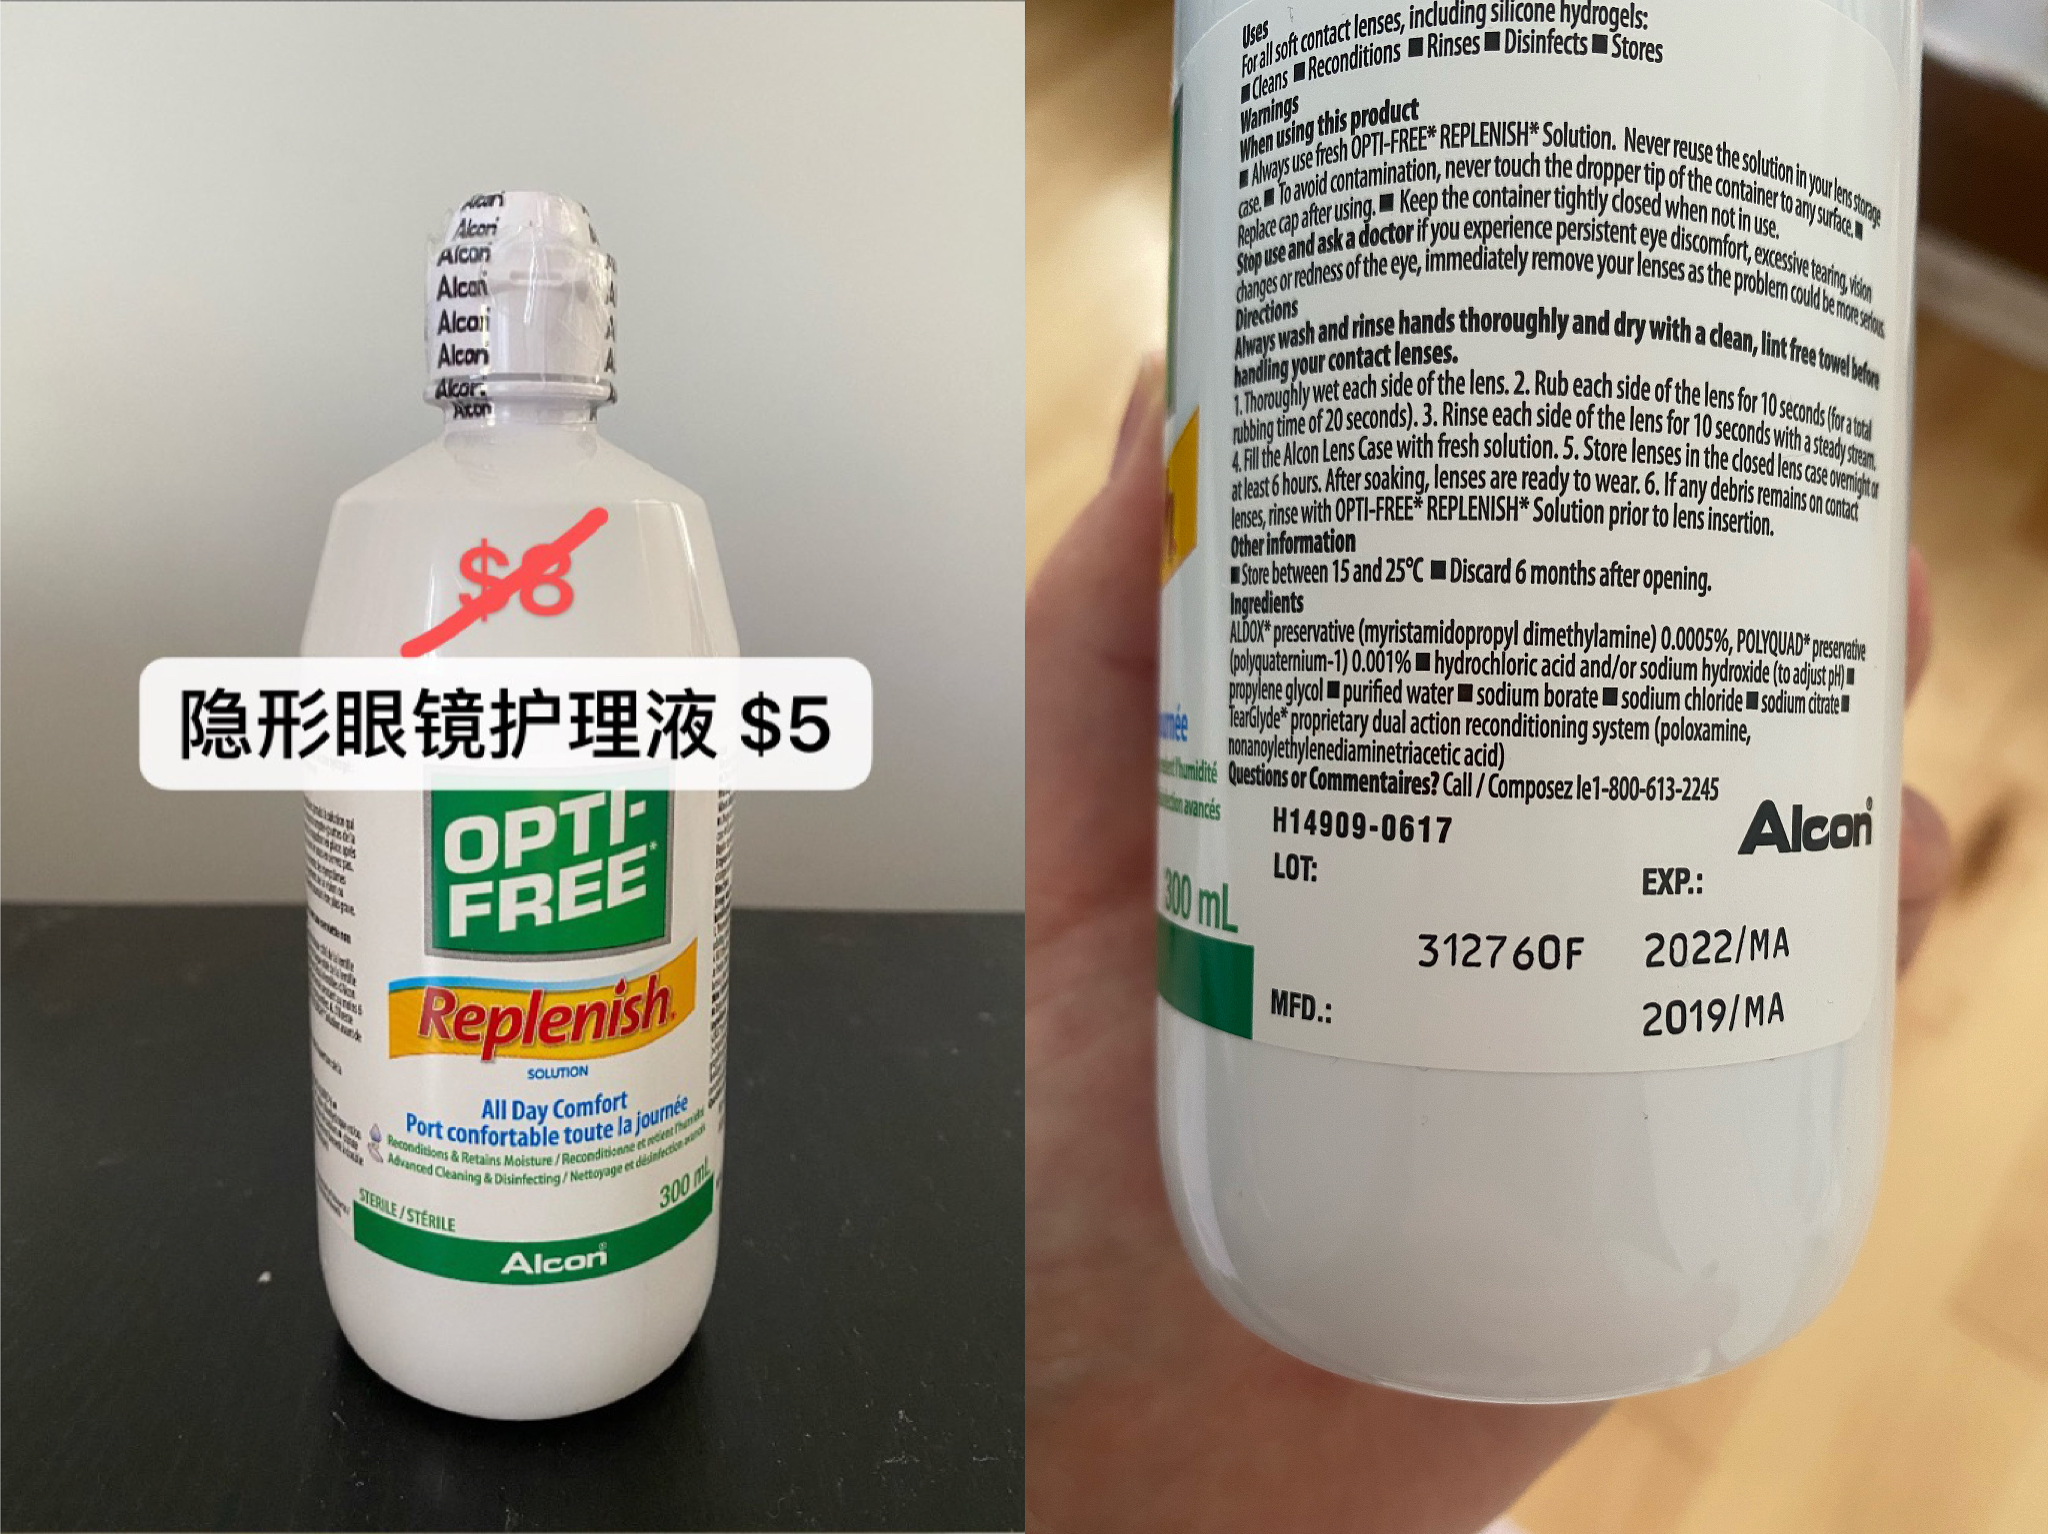 Alcon
Alcon
Alcon
Alcon
Alcon
Alcon
Alcon
Alcon
$8
隐形眼镜护理液 $5
OPTI-
FREE*
Replenish
SOLUTION
All Day Comfort
Port confortable toute la journée
Reconditions & Retains Moisture / Reconditionne et retient l'humidité
Advanced Cleaning & Disinfecting / Nettoyage et désinfection avancés
300 mL
STERILE / STÉRILE
Alcon
Uses
For all soft contact lenses, including silicone hydrogels:
■ Cleans ■ Reconditions ■ Rinses ■ Disinfects ■ Stores
Warnings
When using this product
■ Always use fresh OPTI-FREE* REPLENISH* Solution. Never reuse the solution in your lens storage
case. ■ To avoid contamination, never touch the dropper tip of the container to any surface. ■
Replace cap after using. ■ Keep the container tightly closed when not in use.
Stop use and ask a doctor if you experience persistent eye discomfort, excessive tearing, vision
changes or redness of the eye, immediately remove your lenses as the problem could be more serious.
Directions
Always wash and rinse hands thoroughly and dry with a clean, lint free towel before
handling your contact lenses.
1. Thoroughly wet each side of the lens. 2. Rub each side of the lens for 10 seconds (for a total
rubbing time of 20 seconds). 3. Rinse each side of the lens for 10 seconds with a steady stream.
4. Fill the Alcon Lens Case with fresh solution. 5. Store lenses in the closed lens case overnight or
at least 6 hours. After soaking, lenses are ready to wear. 6. If any debris remains on contact
lenses, rinse with OPTI-FREE* REPLENISH* Solution prior to lens insertion.
Other information
■ Store between 15 and 25°C ■ Discard 6 months after opening.
Ingredients
ALDOX* preservative (myristamidopropyl dimethylamine) 0.0005%, POLYQUAD* preservative
(polyquaternium-1) 0.001% ■ hydrochloric acid and/or sodium hydroxide (to adjust pH) ■
propylene glycol ■ purified water ■ sodium borate ■ sodium chloride ■ sodium citrate ■
TearGlyde* proprietary dual action reconditioning system (poloxamine,
nonanoylethylenediaminetriacetic acid)
Questions or Commentaires? Call / Composez le1-800-613-2245
H14909-0617
Alcon®
LOT:
EXP.:
312760F
2022/MA
MFD.:
2019/MA
300 mL